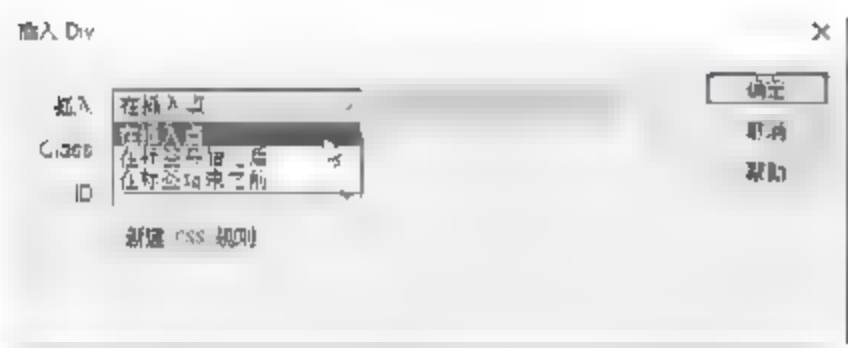 插入 Div
插入 在插入点 确定
在插入点 取消
Class 在标签开始之后
在标签结束之前 帮助
ID
新建 CSS 规则